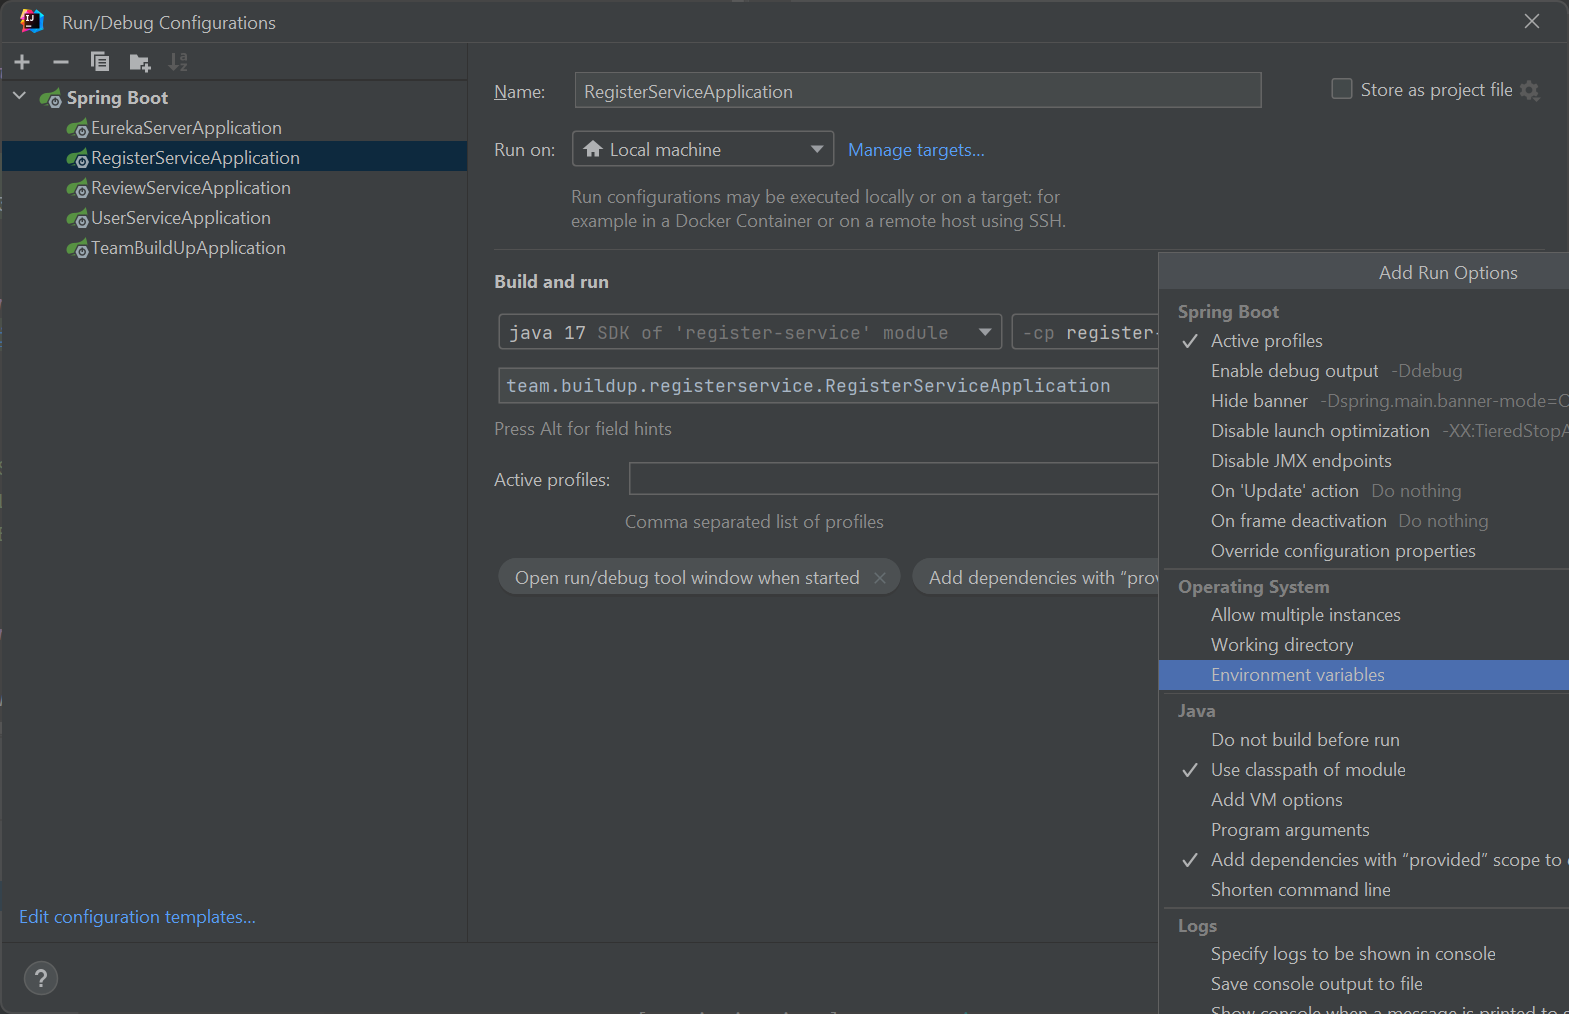 Run/Debug Configurations
Spring Boot
EurekaServerApplication
RegisterServiceApplication
ReviewServiceApplication
UserServiceApplication
TeamBuildUpApplication
Edit configuration templates...
?
Name: RegisterServiceApplication
Store as project file
Run on: Local machine Manage targets...
Run configurations may be executed locally or on a target: for
example in a Docker Container or on a remote host using SSH.
Build and run
java 17 SDK of 'register-service' module -cp register-
team.buildup.registerservice.RegisterServiceApplication
Press Alt for field hints
Active profiles:
Comma separated list of profiles
Open run/debug tool window when started Add dependencies with “prov
Add Run Options
Spring Boot
Active profiles
Enable debug output -Ddebug
Hide banner -Dspring.main.banner-mode=O
Disable launch optimization -XX:TieredStopA
Disable JMX endpoints
On 'Update' action Do nothing
On frame deactivation Do nothing
Override configuration properties
Operating System
Allow multiple instances
Working directory
Environment variables
Java
Do not build before run
Use classpath of module
Add VM options
Program arguments
Add dependencies with “provided” scope to
Shorten command line
Logs
Specify logs to be shown in console
Save console output to file
Show console when a message is printed to